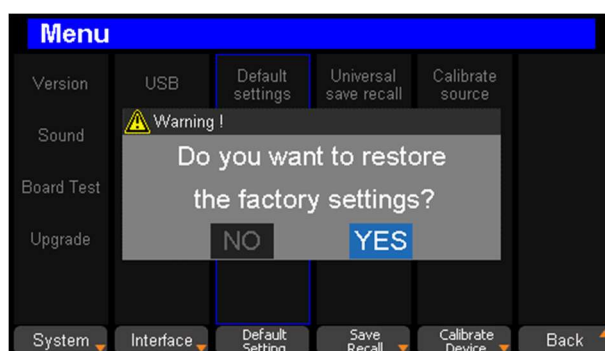 Menu
Version USB Default settings Universal save recall Calibrate source
Sound
Warning !
Do you want to restore
the factory settings?
Board Test
Upgrade
NO YES
System Interface Default Setting Save Recall Calibrate Device Back